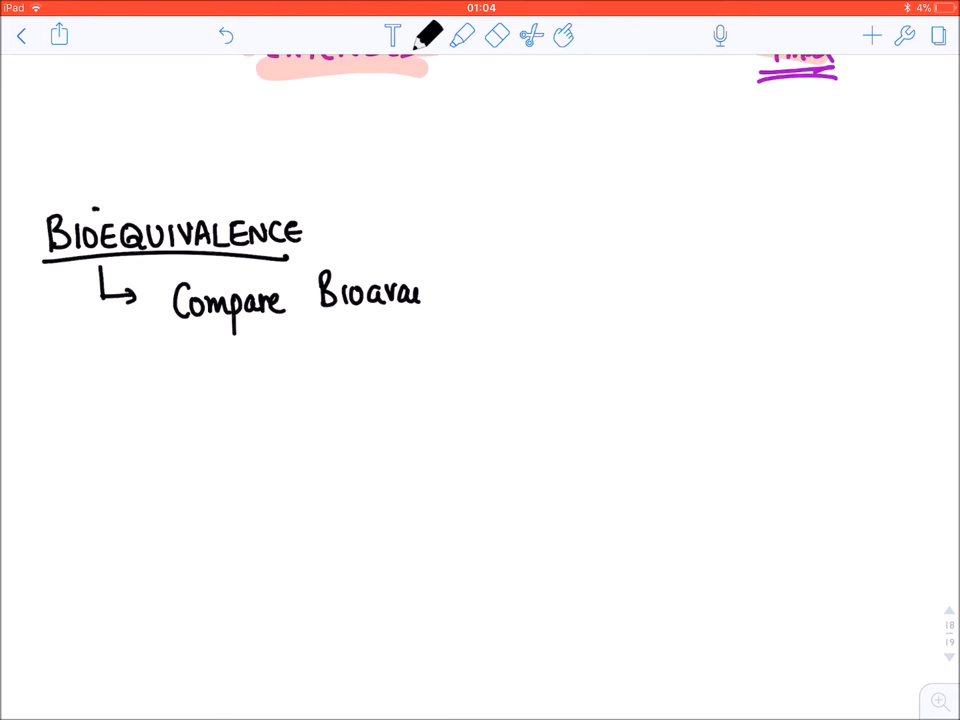 iPad 01:04 4%
T
BIOEQUIVALENCE
Compare Bioavai
18
19